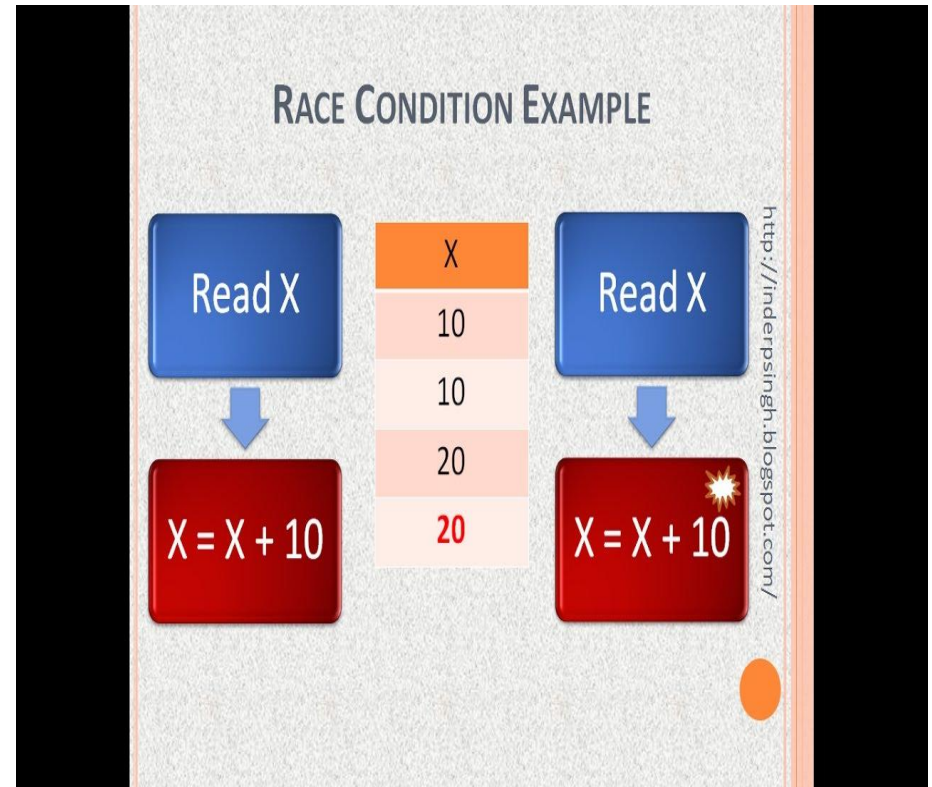 RACE CONDITION EXAMPLE
Read X
X = X + 10
X
10
10
20
20
Read X
X = X + 10
http://inderpsingh.blogspot.com/